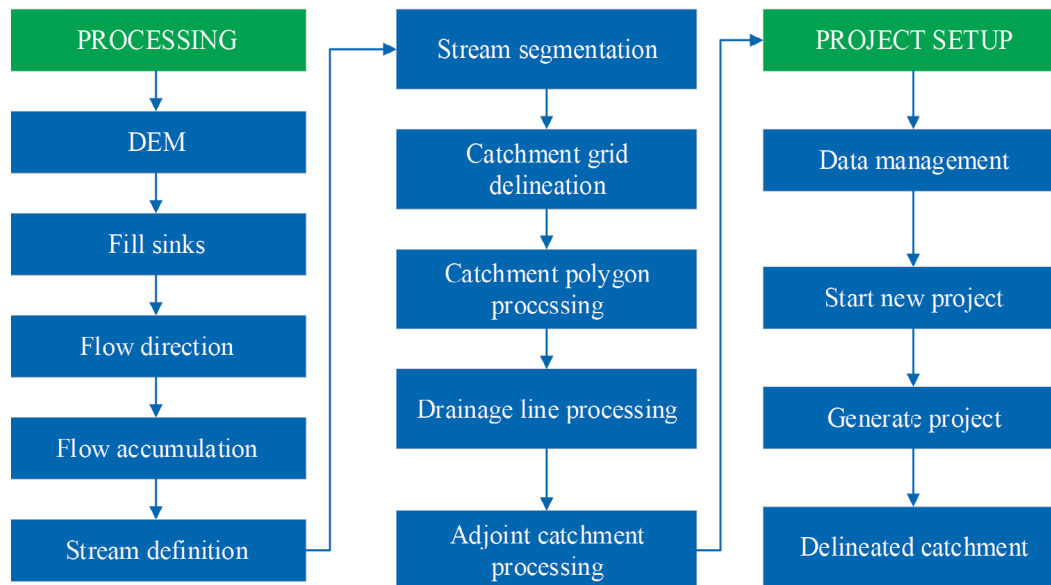 PROCESSING
DEM
Fill sinks
Flow direction
Flow accumulation
Stream definition
Stream segmentation
Catchment grid
delineation
Catchment polygon
processing
Drainage line processing
Adjoint catchment
processing
PROJECT SETUP
Data management
Start new project
Generate project
Delineated catchment